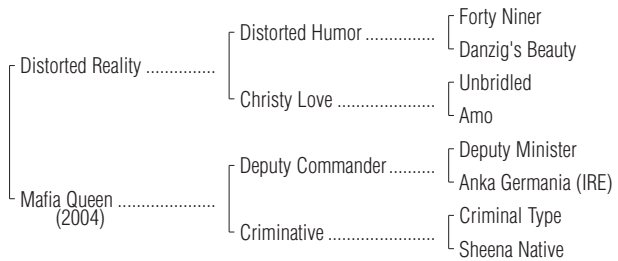 Forty Niner
Distorted Humor ...............
Danzig's Beauty
Distorted Reality ...............
Unbridled
Christy Love .....................
Amo
Deputy Minister
Deputy Commander ..........
Anka Germania (IRE)
Mafia Queen .....................
(2004)
Criminal Type
Criminative .......................
Sheena Native